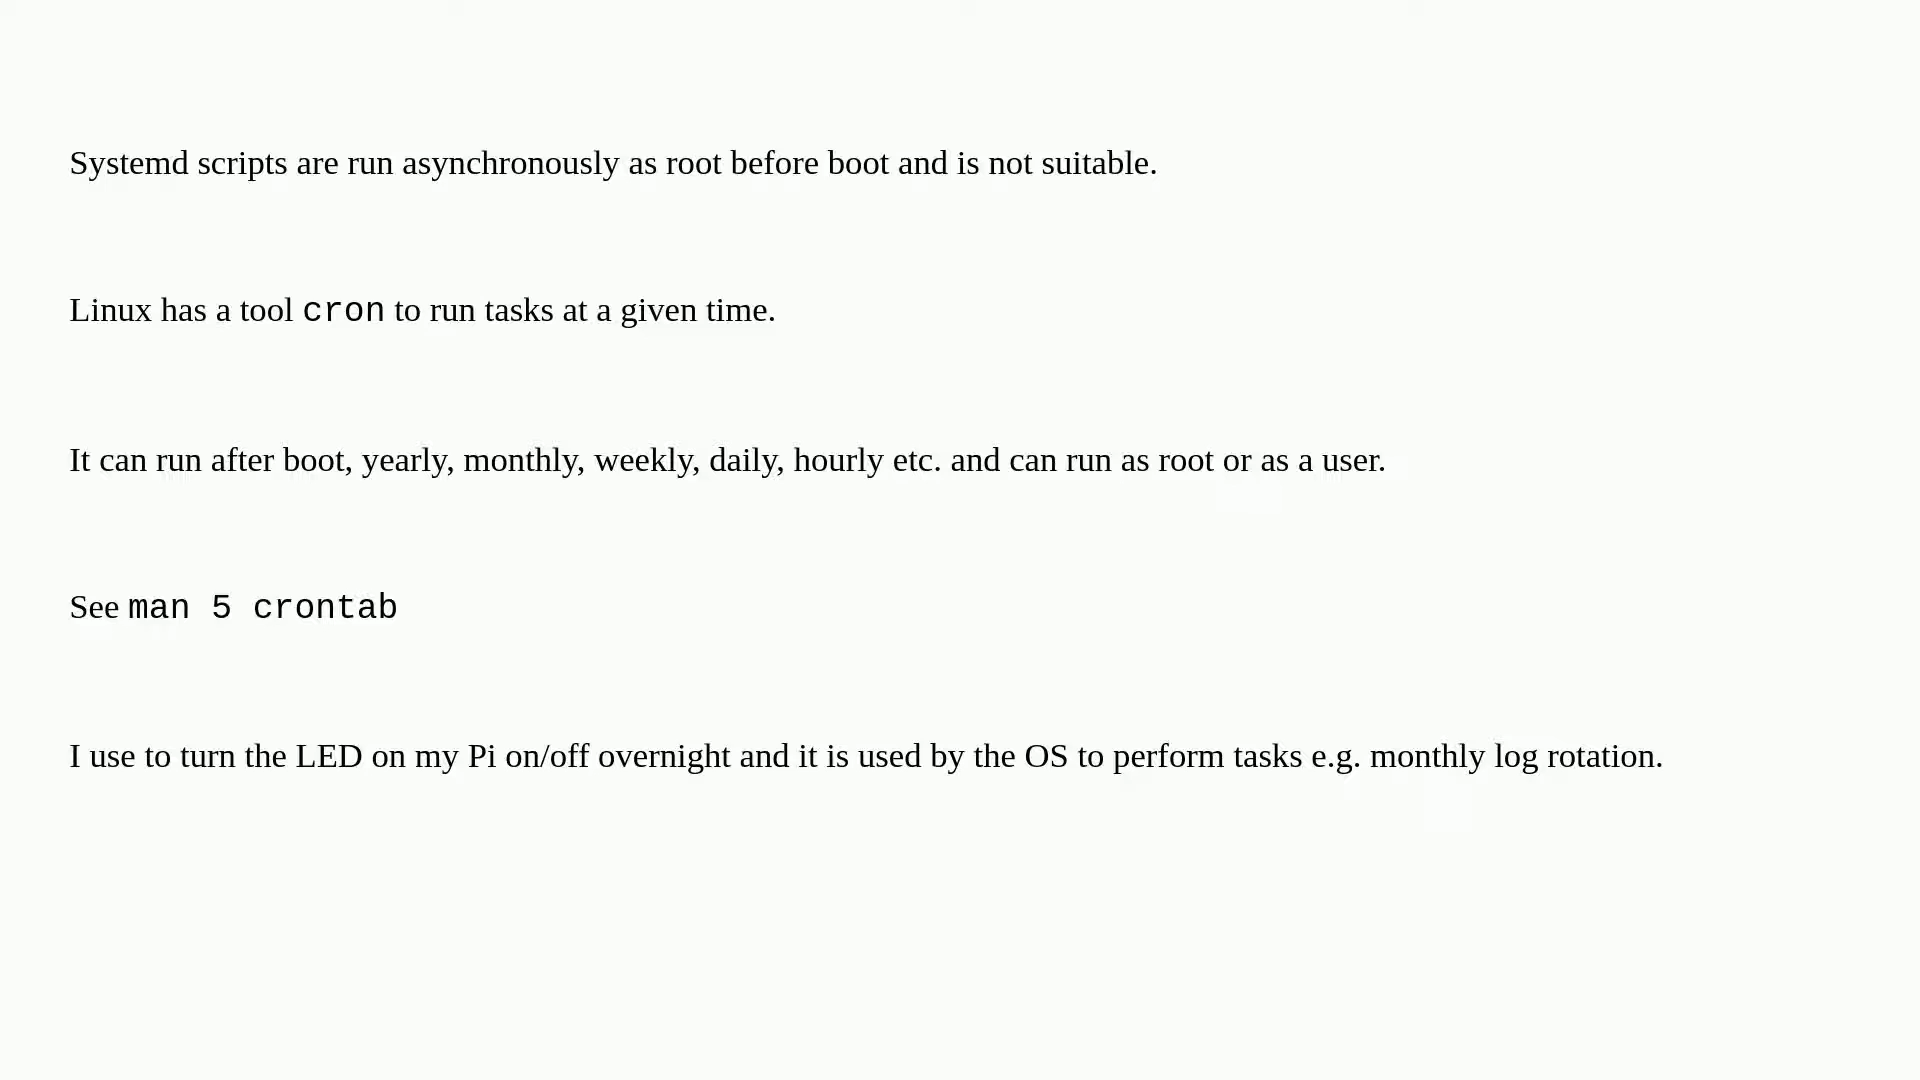 Systemd scripts are run asynchronously as root before boot and is not suitable.
Linux has a tool cron to run tasks at a given time.
It can run after boot, yearly, monthly, weekly, daily, hourly etc. and can run as root or as a user.
See man 5 crontab
I use to turn the LED on my Pi on/off overnight and it is used by the OS to perform tasks e.g. monthly log rotation.